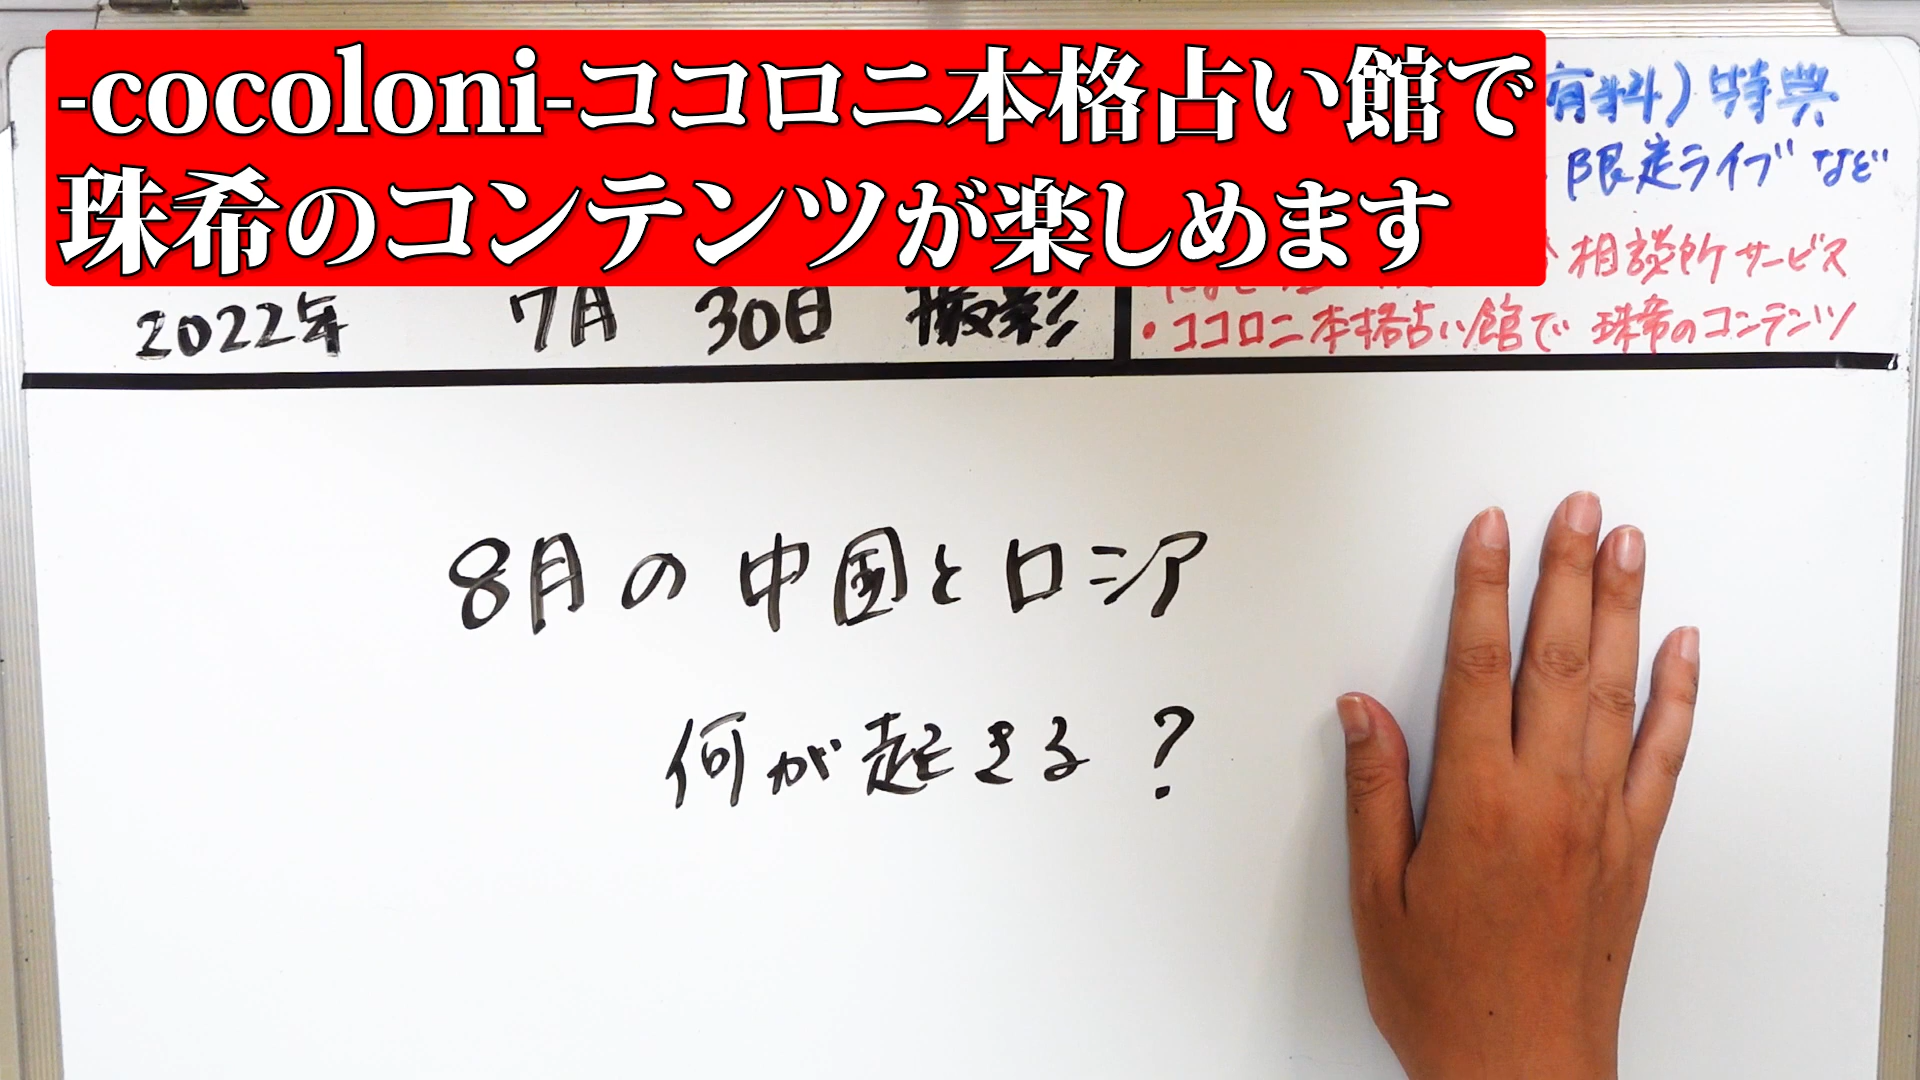 -cocoloni-ココロニ本格占い館で
珠希のコンテンツが楽しめます
有料)特典
限定ライブなど
相談所サービス
・ココロニ本格占い館で 珠希のコンテンツ
2022年 7月 30日 撮影
8月の中国とロシア
何が起きる?